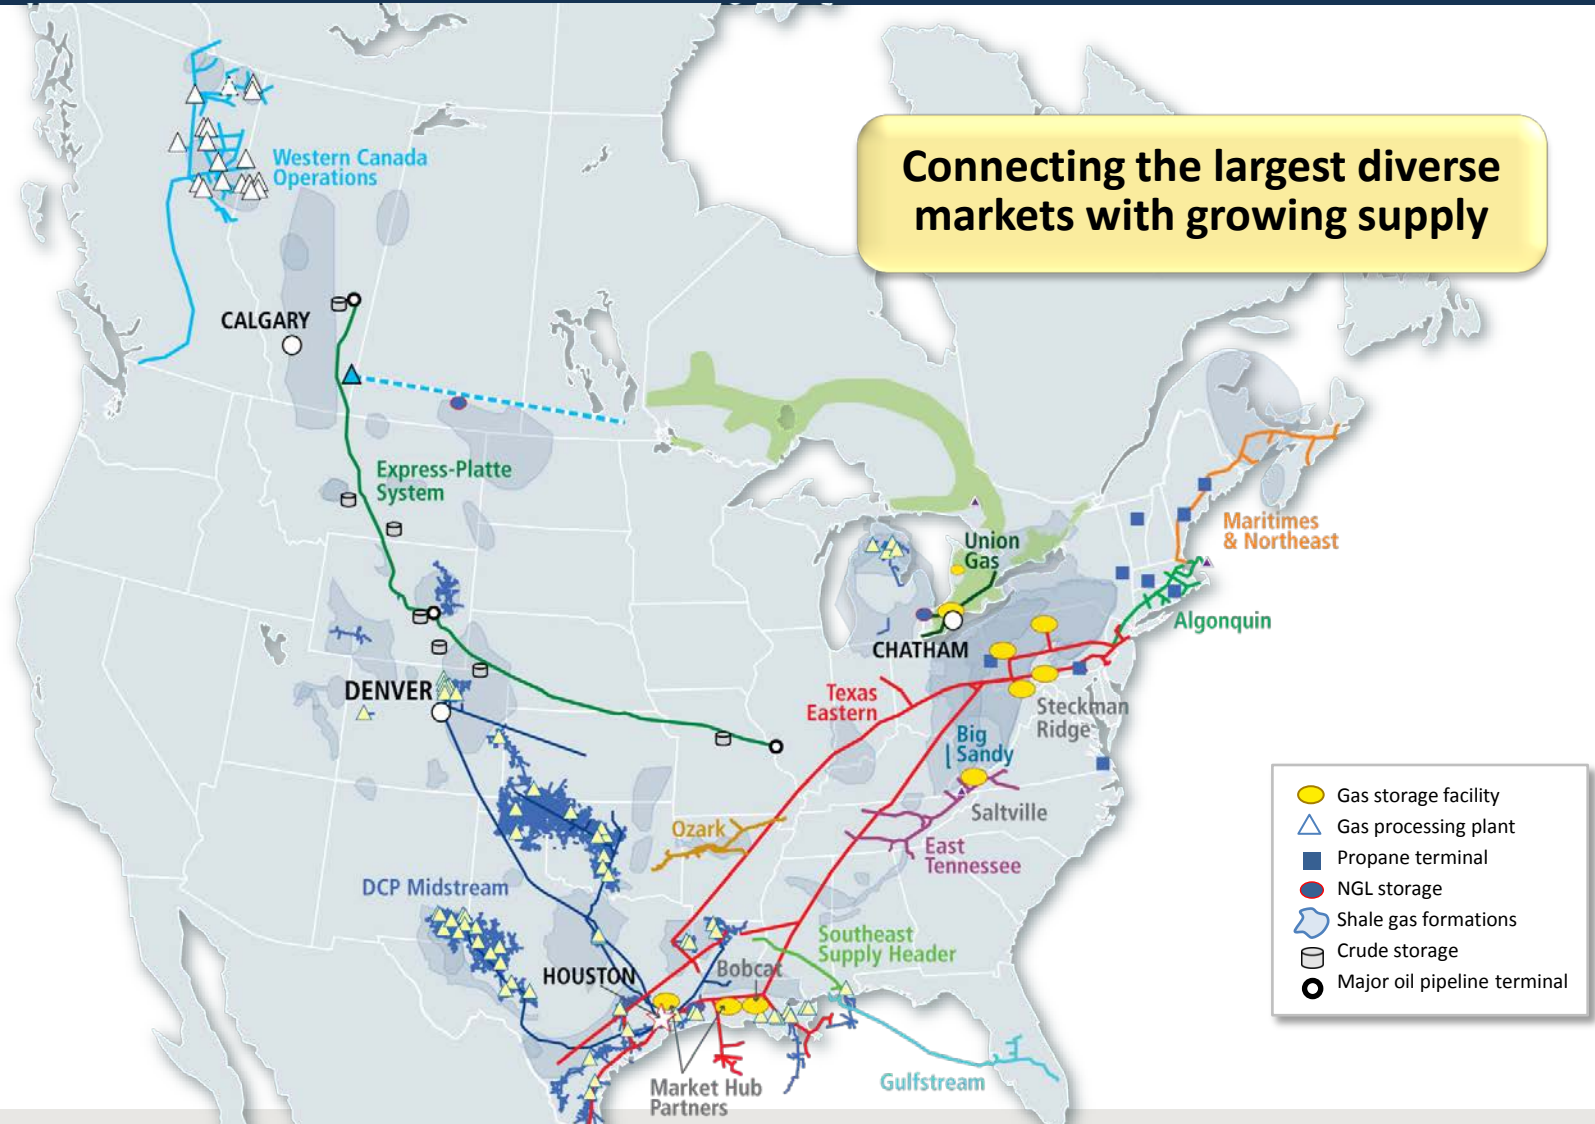 Connecting the largest diverse
markets with growing supply
Western Canada
Operations
CALGARY
Express-Platte
System
Union
Gas
Maritimes
& Northeast
Algonquin
CHATHAM
DENVER
Texas
Eastern
Steckman
Ridge
Big
Sandy
Saltville
Ozark
East
Tennessee
DCP Midstream
Southeast
Supply Header
HOUSTON
Bobcat
Market Hub
Partners
Gulfstream
Gas storage facility
Gas processing plant
Propane terminal
NGL storage
Shale gas formations
Crude storage
Major oil pipeline terminal